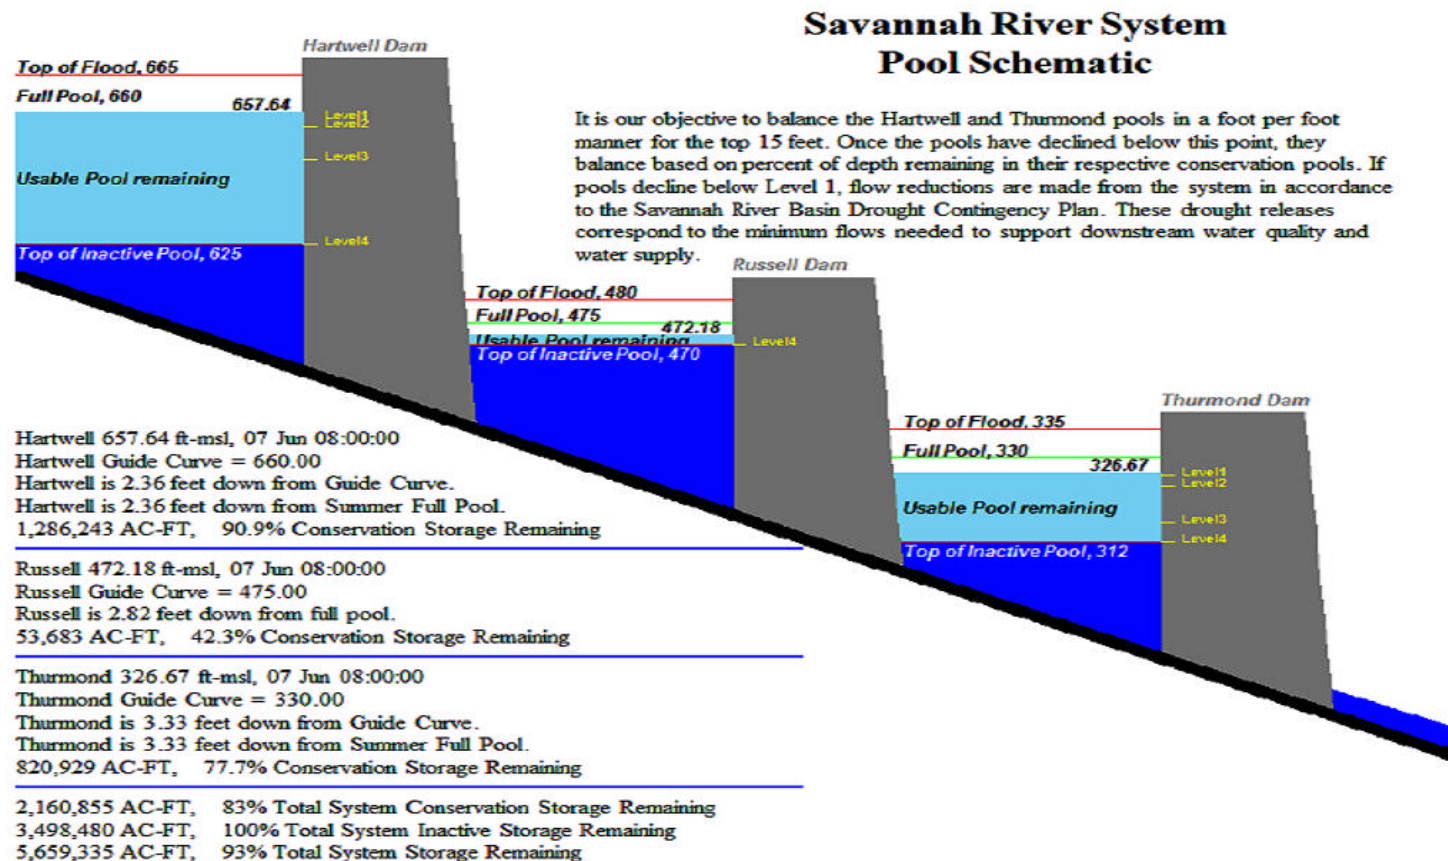 Savannah River System
Pool Schematic
It is our objective to balance the Hartwell and Thurmond pools in a foot per foot
manner for the top 15 feet. Once the pools have declined below this point, they
balance based on percent of depth remaining in their respective conservation pools. If
pools decline below Level 1, flow reductions are made from the system in accordance
to the Savannah River Basin Drought Contingency Plan. These drought releases
correspond to the minimum flows needed to support downstream water quality and
water supply.
Hartwell Dam
Top of Flood, 665
Full Pool, 660
657.64
Level1
Level2
Level3
Usable Pool remaining
Level4
Top of Inactive Pool, 625
Russell Dam
Top of Flood, 480
Full Pool, 475
472.18
Usable Pool remaining
Level4
Top of Inactive Pool, 470
Thurmond Dam
Top of Flood, 335
Full Pool, 330
326.67
Level1
Level2
Usable Pool remaining
Level3
Level4
Top of Inactive Pool, 312
Hartwell 657.64 ft-msl, 07 Jun 08:00:00
Hartwell Guide Curve = 660.00
Hartwell is 2.36 feet down from Guide Curve.
Hartwell is 2.36 feet down from Summer Full Pool.
1,286,243 AC-FT, 90.9% Conservation Storage Remaining
Russell 472.18 ft-msl, 07 Jun 08:00:00
Russell Guide Curve = 475.00
Russell is 2.82 feet down from full pool.
53,683 AC-FT, 42.3% Conservation Storage Remaining
Thurmond 326.67 ft-msl, 07 Jun 08:00:00
Thurmond Guide Curve = 330.00
Thurmond is 3.33 feet down from Guide Curve.
Thurmond is 3.33 feet down from Summer Full Pool.
820,929 AC-FT, 77.7% Conservation Storage Remaining
2,160,855 AC-FT, 83% Total System Conservation Storage Remaining
3,498,480 AC-FT, 100% Total System Inactive Storage Remaining
5,659,335 AC-FT, 93% Total System Storage Remaining